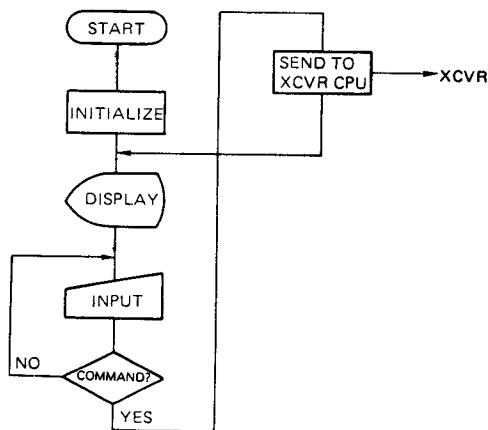 START
SEND TO
XCVR CPU
XCVR
INITIALIZE
DISPLAY
INPUT
NO
COMMAND?
YES